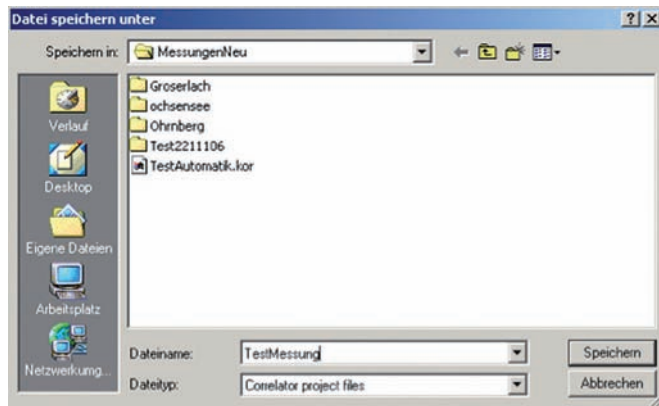 Datei speichern unter
Speichern in: MessungenNeu
Verlauf
Desktop
Eigene Dateien
Arbeitsplatz
Netzwerkumg...
Groserlach
ochsensee
Ohrnberg
Test2211106
TestAutomatik.kor
Dateiname: TestMessung Speichern
Dateityp: Correlator project files Abbrechen